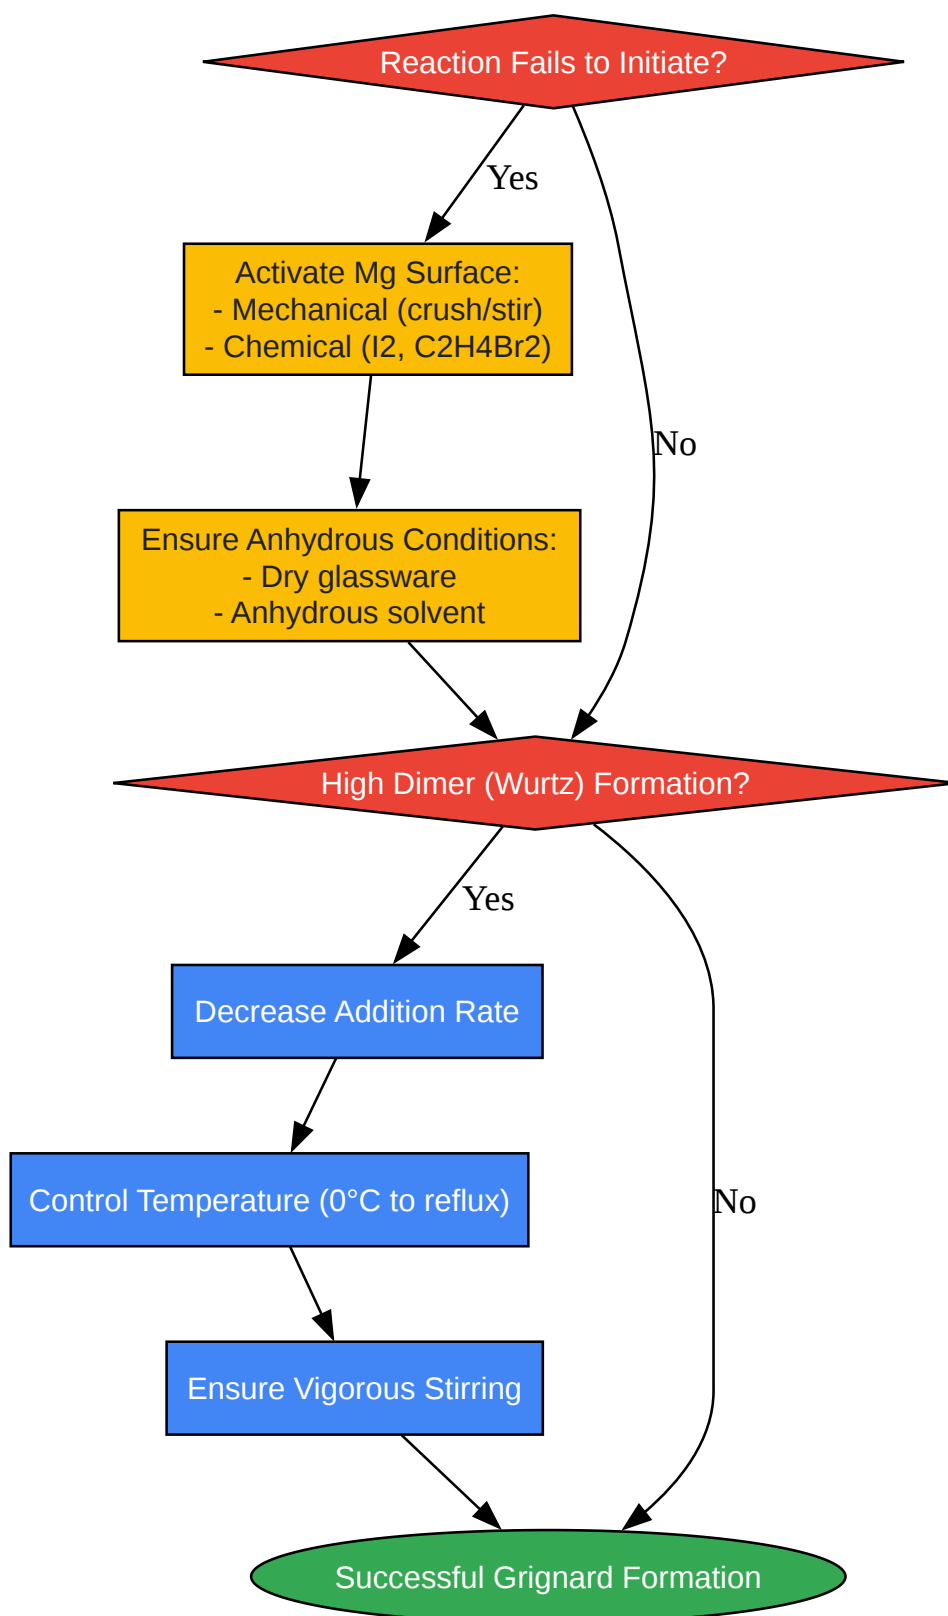 Reaction Fails to Initiate?
Yes
Activate Mg Surface:
- Mechanical (crush/stir)
- Chemical (I2, C2H4Br2)
No
Ensure Anhydrous Conditions:
- Dry glassware
- Anhydrous solvent
High Dimer (Wurtz) Formation?
Yes
Decrease Addition Rate
Control Temperature (0°C to reflux)
No
Ensure Vigorous Stirring
Successful Grignard Formation